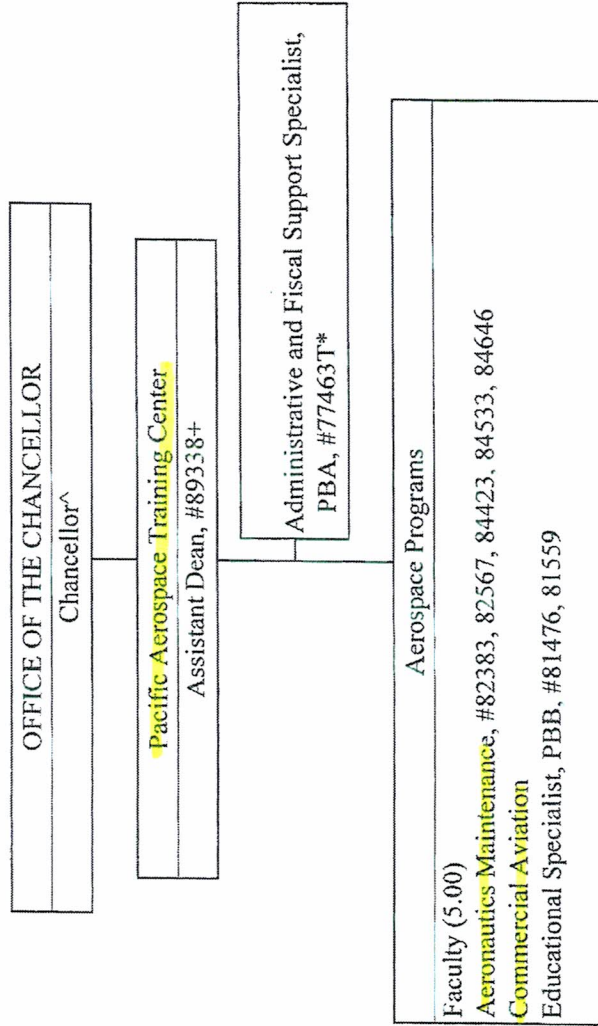 OFFICE OF THE CHANCELLOR
Chancellor^
Pacific Aerospace Training Center
Assistant Dean, #89338+
Administrative and Fiscal Support Specialist,
PBA, #77463T*
Aerospace Programs
Faculty (5.00)
Aeronautics Maintenance, #82383, 82567, 84423, 84533, 84646
Commercial Aviation
Educational Specialist, PBB, #81476, 81559